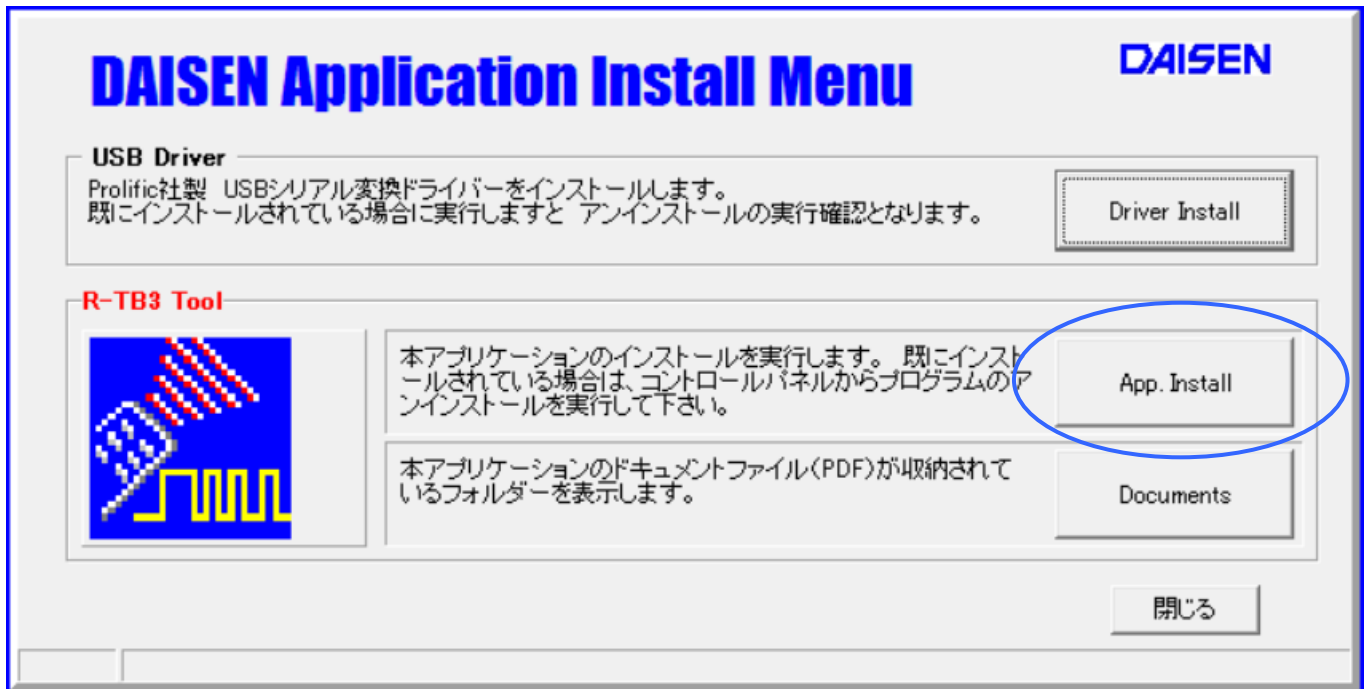 DAISEN Application Install Menu
DAISEN
USB Driver
Prolific社製 USBシリアル変換ドライバーをインストールします。
既にインストールされている場合に実行しますと アンインストールの実行確認となります。
Driver Install
R-TB3 Tool
本アプリケーションのインストールを実行します。 既にインスト
ールされている場合は、コントロールパネルからプログラムのア
ンインストールを実行して下さい。
App. Install
本アプリケーションのドキュメントファイル(PDF)が収納されて
いるフォルダーを表示します。
Documents
閉じる